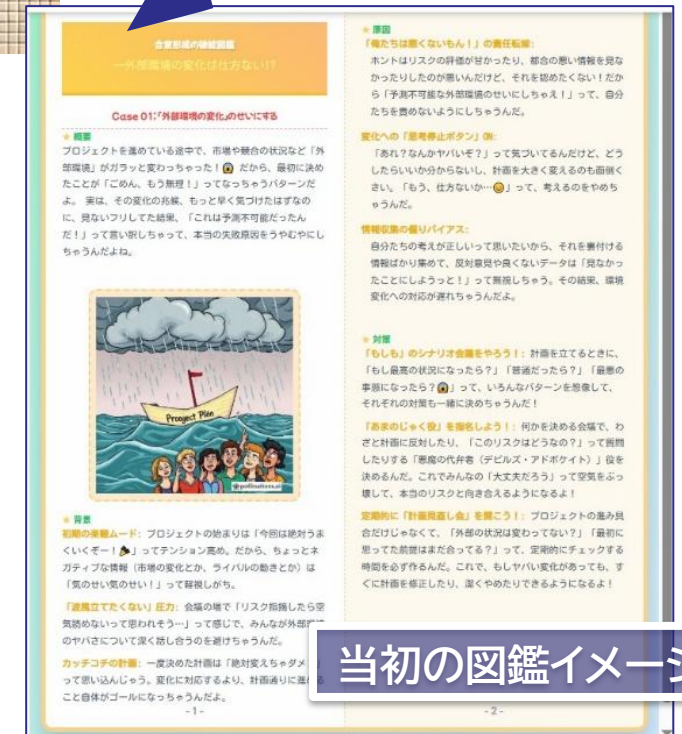 合意形成の破綻図鑑
―外部環境の変化は仕方ない!?
Case 01:「外部環境の変化」のせいにする
★ 概要
プロジェクトを進めている途中で、市場や競合の状況など「外
部環境」がガラッと変わっちゃった！😱 だから、最初に決め
たことが「ごめん、もう無理！」ってなっちゃうパターンだ
よ。 実は、その変化の兆候、もっと早く気づけたはずなの
に、見ないフリしてた結果、「これは予測不可能だったん
だ！」って言い訳しちゃって、本当の失敗原因をうやむやにし
ちゃうんだよね。
Prooject Plan
pollinations.ai
★ 背景
初期の楽観ムード: プロジェクトの始まりは「今回は絶対うま
くいくぞー！🎉」ってテンション高め。だから、ちょっとネ
ガティブな情報（市場の変化とか、ライバルの動きとか）は
「気のせい気のせい！」って軽視しがち。
「波風立てたくない」圧力: 会議の場で「リスク指摘したら空
気読めないって思われそう…」って感じで、みんなが外部環境
のヤバさについて深く話し合うのを避けちゃうんだ。
カッチコチの計画: 一度決めた計画は「絶対変えちゃダメ
って思い込んじゃう。変化に対応するより、計画通りに進め
ること自体がゴールになっちゃうんだよ。
- 1 -
★ 原因
「俺たちは悪くないもん！」の責任転嫁:
ホントはリスクの評価が甘かったり、都合の悪い情報を見な
かったりしたのが悪いんだけど、それを認めたくない！だか
ら「予測不可能な外部環境のせいにしちゃえ！」って、自分
たちを責めないようにしちゃうんだ。
変化への「思考停止ボタン」ON:
「あれ？なんかヤバいぞ？」って気づいてるんだけど、どう
したらいいか分からないし、計画を大きく変えるのも面倒く
さい。「もう、仕方ないか…😔」って、考えるのをやめち
ゃうんだ。
情報収集の偏りバイアス:
自分たちの考えが正しいって思いたいから、それを裏付ける
情報ばかり集めて、反対意見や良くないデータは「見なかっ
たことにしようっと！」って無視しちゃう。その結果、環境
変化への対応が遅れちゃうんだよ。
★ 対策
「もしも」のシナリオ会議をやろう！: 計画を立てるときに、
「もし最高の状況になったら？」「普通だったら？」「最悪の
事態になったら？😱」って、いろんなパターンを想像して、
それぞれの対策も一緒に決めちゃうんだ！
「あまのじゃく役」を指名しよう！: 何かを決める会議で、わ
ざと計画に反対したり、「このリスクはどうなの？」って質問
したりする「悪魔の代弁者（デビルズ・アドボケイト）」役を
決めるんだ。これでみんなの「大丈夫だろう」って空気をぶっ
壊して、本当のリスクと向き合えるようになるよ！
定期的に「計画見直し会」を開こう！: プロジェクトの進み具
合だけじゃなくて、「外部の状況は変わってない？」「最初に
思ってた前提はまだ合ってる？」って、定期的にチェックする
時間を必ず作るんだ。これで、もしヤバい変化があっても、す
ぐに計画を修正したり、潔くやめたりできるようになるよ！
- 2 -
当初の図鑑イメージ